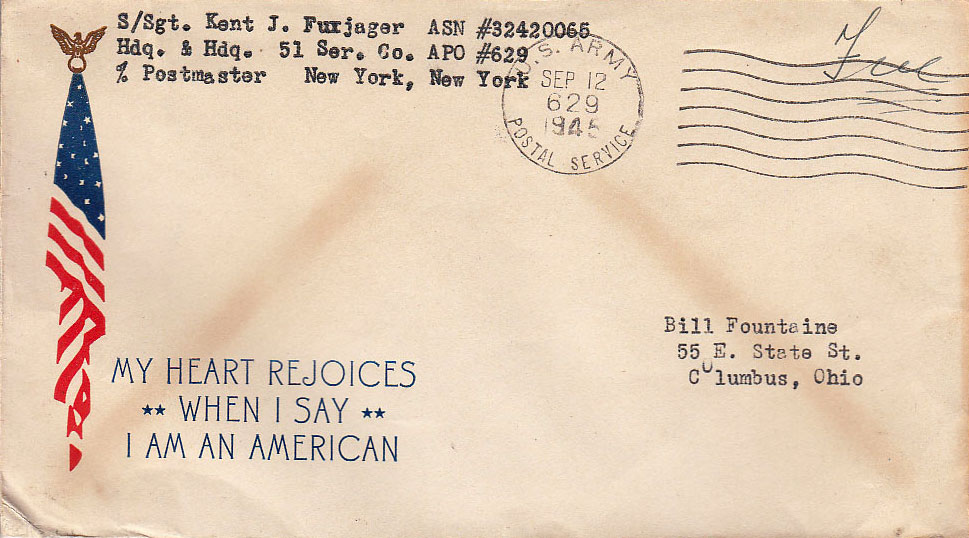 S/Sgt. Kent J. Furjager ASN #32420065
Hdq. & Hdq. 51 Ser. Co. APO #629
% Postmaster New York, New York
Free
U.S. ARMY
SEP 12
629
1945
POSTAL SERVICE
Bill Fountaine
55 E. State St.
Columbus, Ohio
MY HEART REJOICES
★★ WHEN I SAY ★★
I AM AN AMERICAN